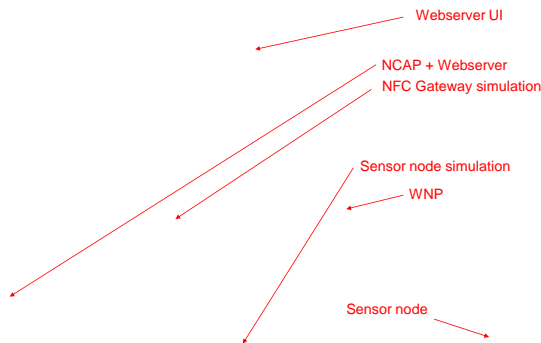 Webserver UI
NCAP + Webserver
NFC Gateway simulation
Sensor node simulation
WNP
Sensor node